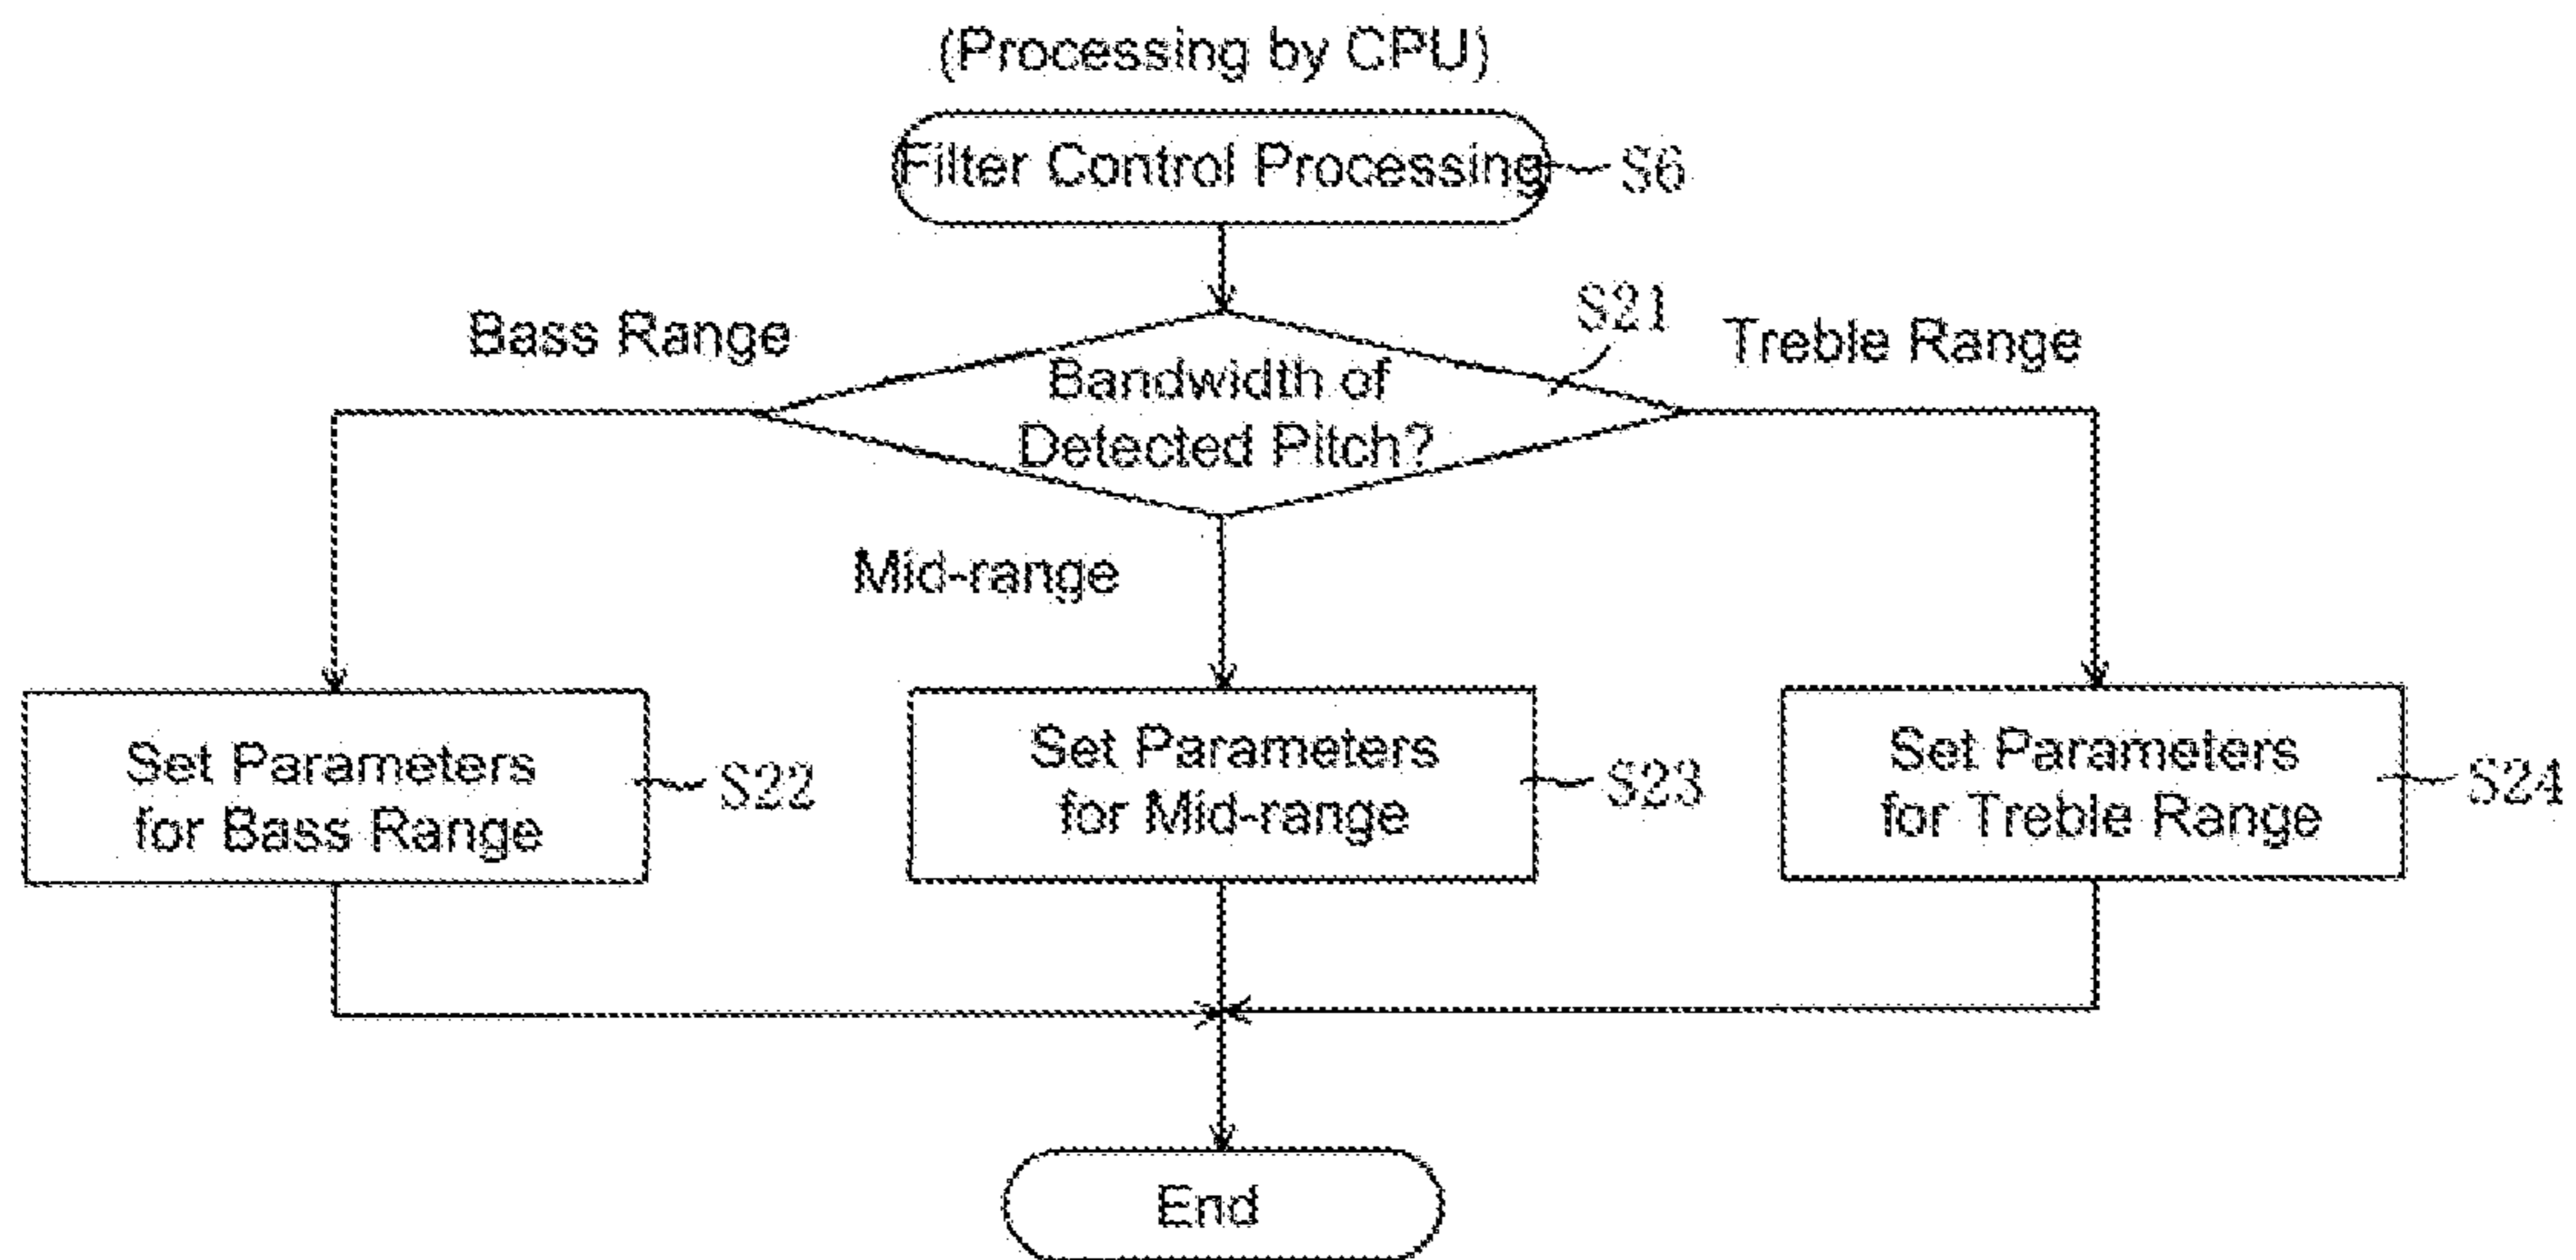 (Processing by CPU)
Filter Control Processing
S6
S21
Bass Range
Treble Range
Bandwidth of
Detected Pitch?
Mid-range
Set Parameters
for Bass Range
S22
Set Parameters
for Mid-range
S23
Set Parameters
for Treble Range
S24
End